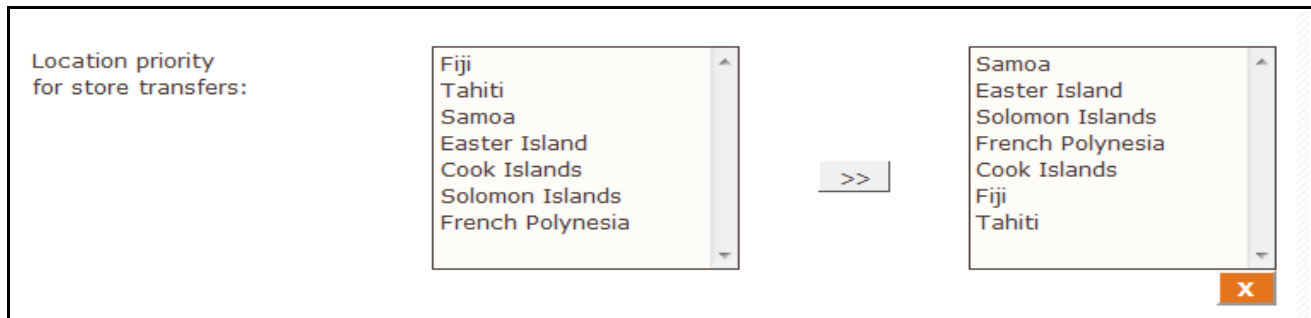 Location priority
for store transfers:
Fiji
Tahiti
Samoa
Easter Island
Cook Islands
Solomon Islands
French Polynesia
>>
Samoa
Easter Island
Solomon Islands
French Polynesia
Cook Islands
Fiji
Tahiti
X